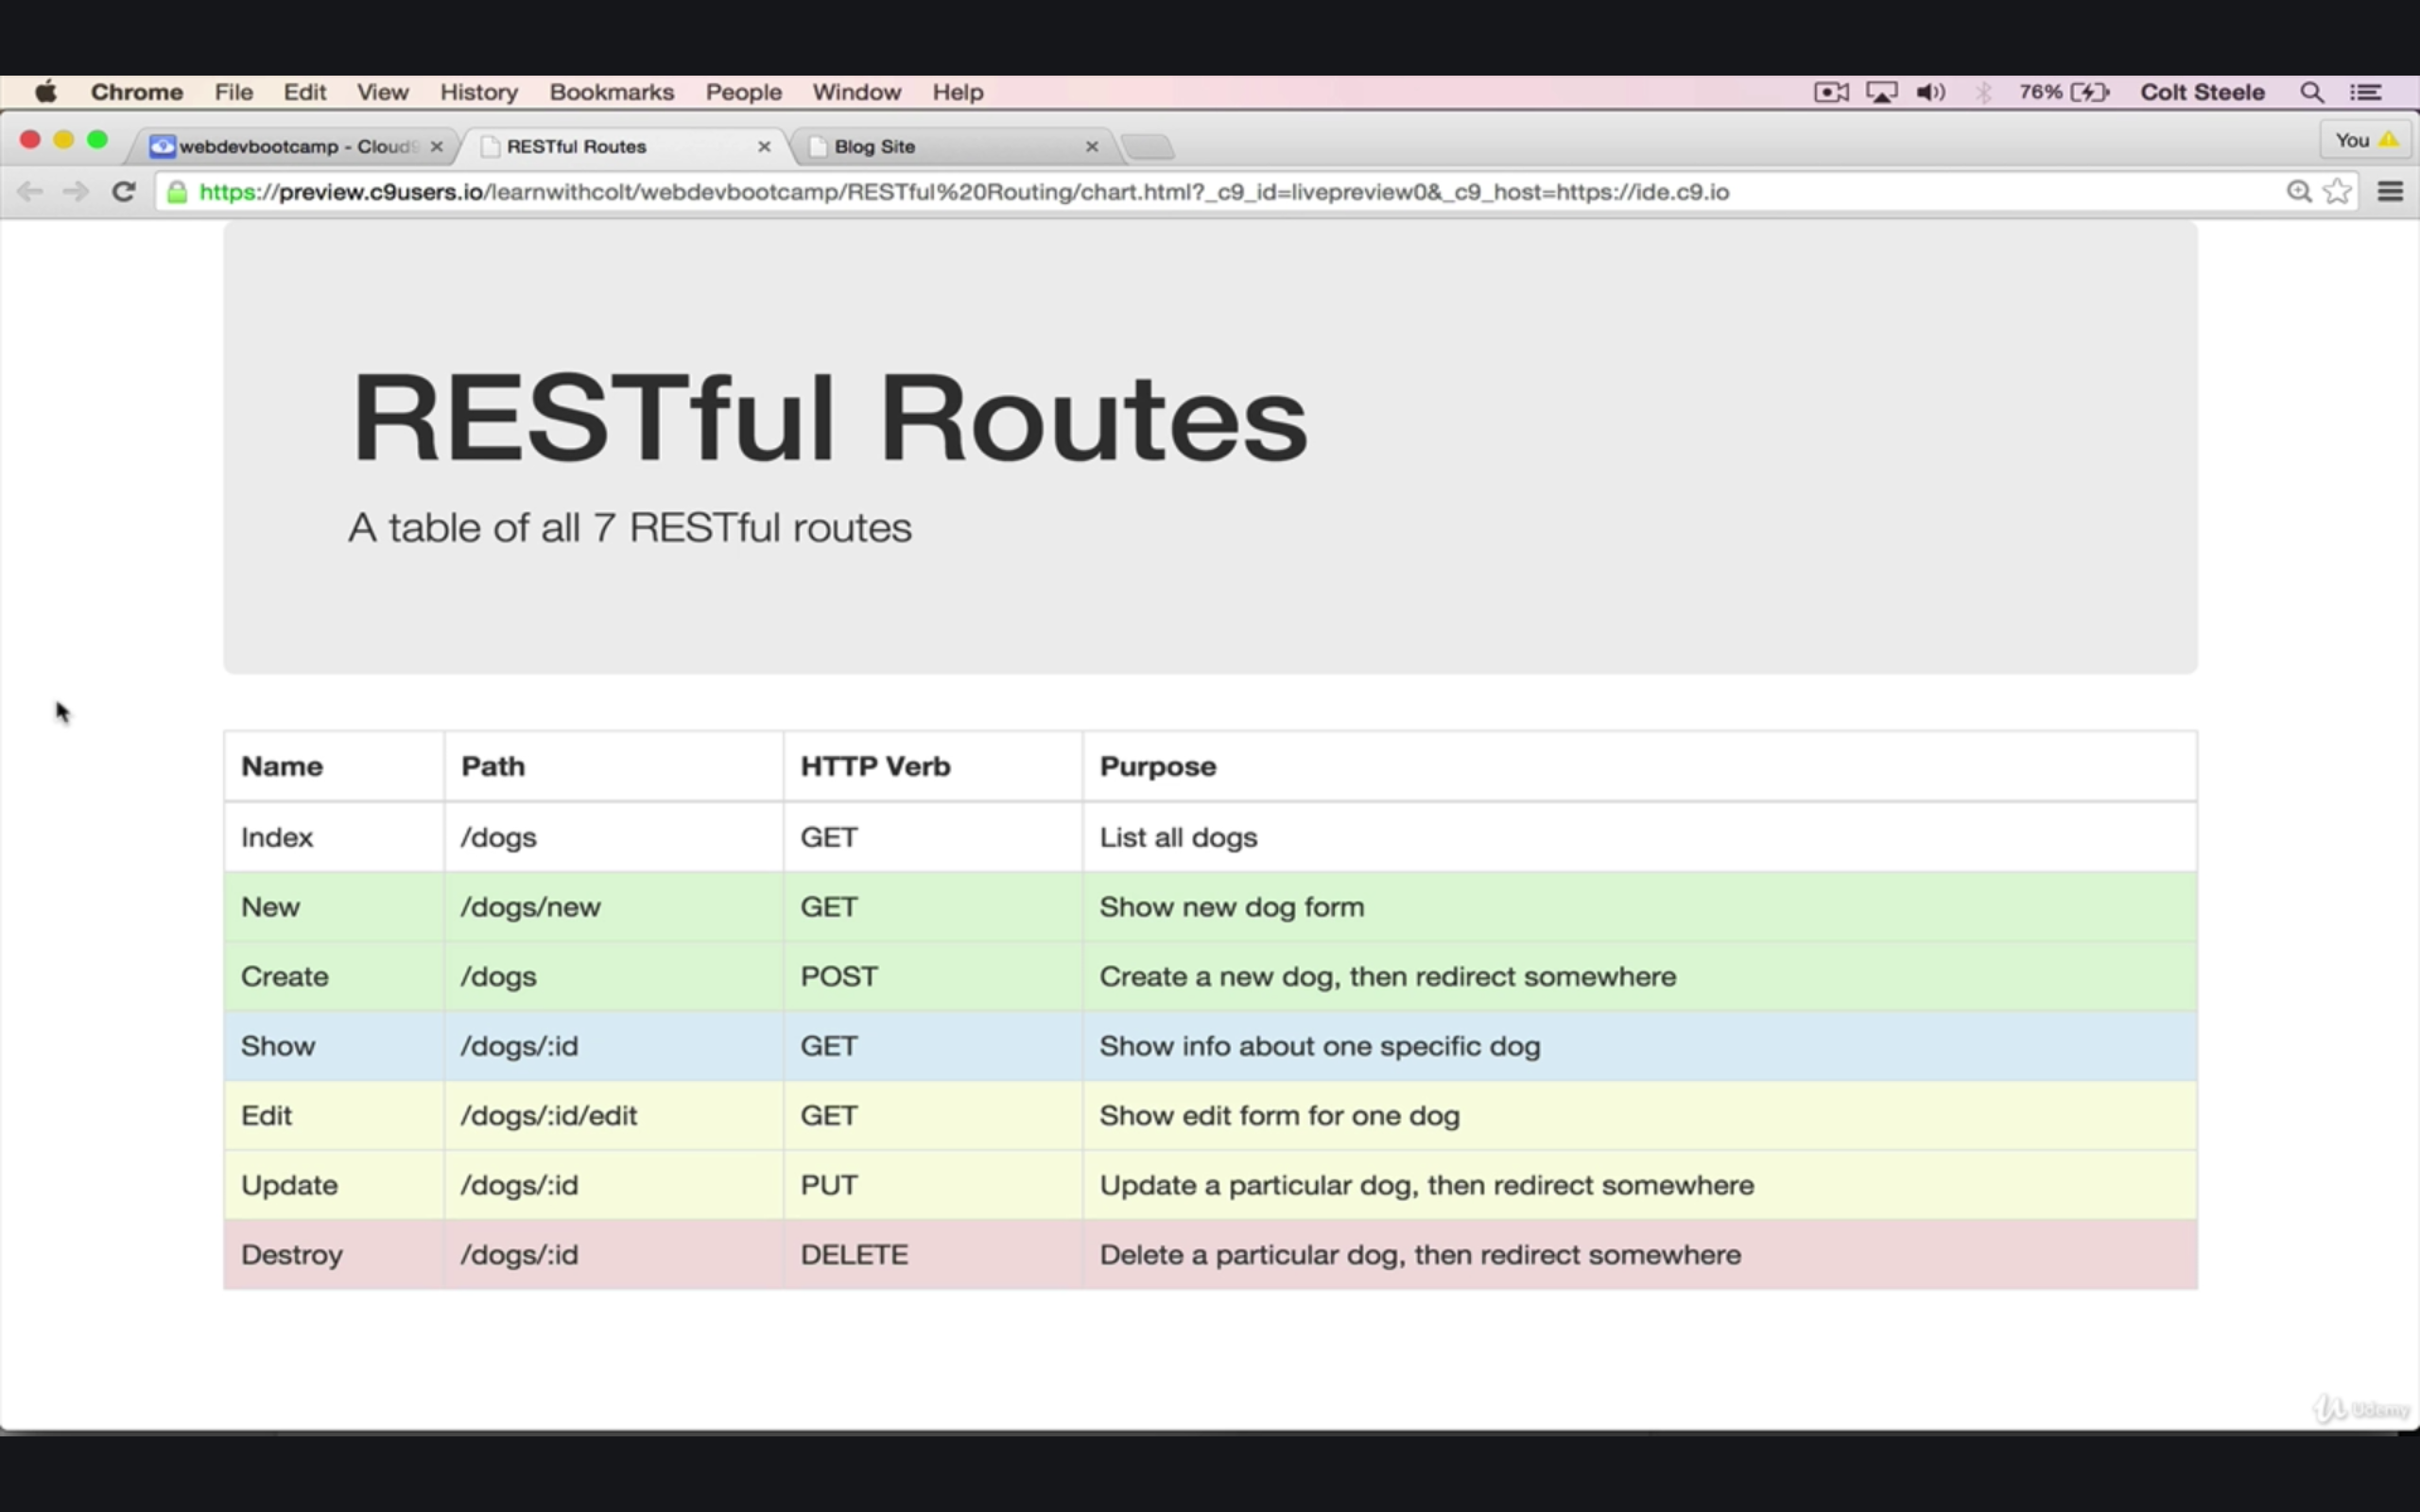 Chrome File Edit View History Bookmarks People Window Help 76% Colt Steele
webdevbootcamp - Cloud9 RESTful Routes Blog Site You
https://preview.c9users.io/learnwithcolt/webdevbootcamp/RESTful%20Routing/chart.html?_c9_id=livepreview0&_c9_host=https://ide.c9.io
RESTful Routes
A table of all 7 RESTful routes
Name Path HTTP Verb Purpose
Index /dogs GET List all dogs
New /dogs/new GET Show new dog form
Create /dogs POST Create a new dog, then redirect somewhere
Show /dogs/:id GET Show info about one specific dog
Edit /dogs/:id/edit GET Show edit form for one dog
Update /dogs/:id PUT Update a particular dog, then redirect somewhere
Destroy /dogs/:id DELETE Delete a particular dog, then redirect somewhere
Udemy